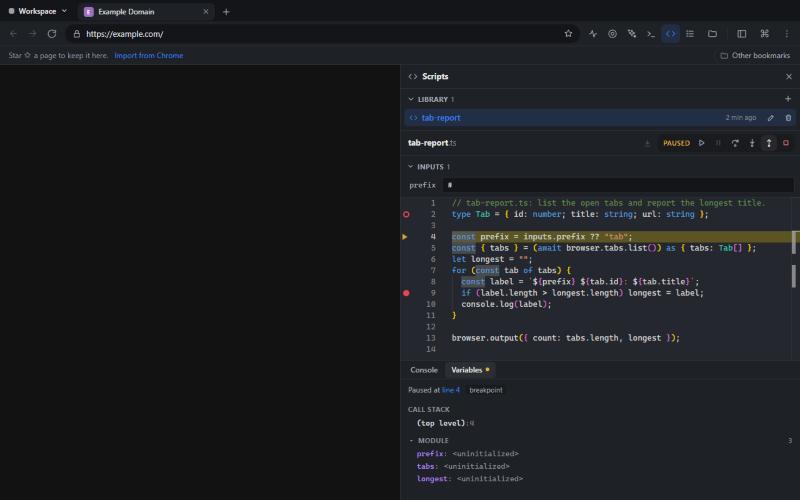 Workspace
E Example Domain
https://example.com/
Star ☆ a page to keep it here. Import from Chrome
Other bookmarks
Scripts
LIBRARY 1
tab-report
2 min ago
tab-report.ts
PAUSED
INPUTS 1
prefix #
1 // tab-report.ts: list the open tabs and report the longest title.
2 type Tab = { id: number; title: string; url: string };
3
4 const prefix = inputs.prefix ?? "tab";
5 const { tabs } = (await browser.tabs.list()) as { tabs: Tab[] };
6 let longest = "";
7 for (const tab of tabs) {
8 const label = `${prefix} ${tab.id}: ${tab.title}`;
9 if (label.length > longest.length) longest = label;
10 console.log(label);
11 }
12
13 browser.output({ count: tabs.length, longest });
14
Console Variables
Paused at line 4 breakpoint
CALL STACK
(top level):4
MODULE 3
prefix: <uninitialized>
tabs: <uninitialized>
longest: <uninitialized>